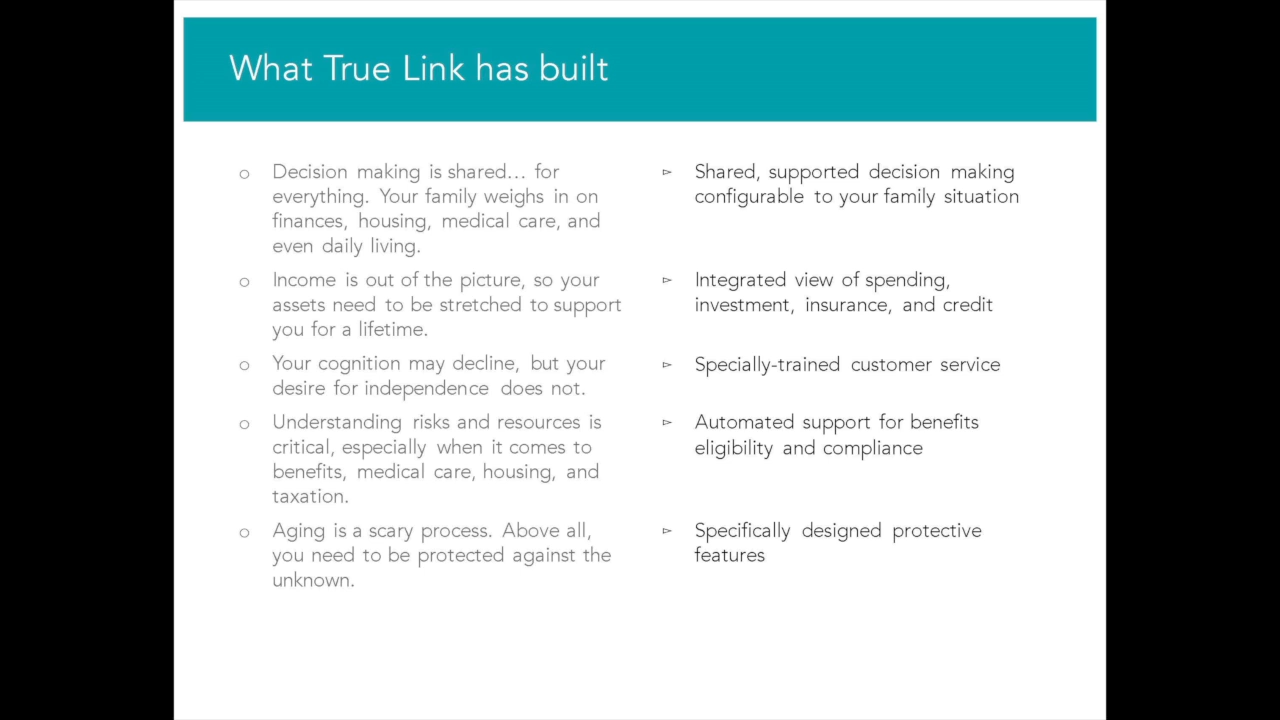 What True Link has built
o Decision making is shared... for
everything. Your family weighs in on
finances, housing, medical care, and
even daily living.
o Income is out of the picture, so your
assets need to be stretched to support
you for a lifetime.
o Your cognition may decline, but your
desire for independence does not.
o Understanding risks and resources is
critical, especially when it comes to
benefits, medical care, housing, and
taxation.
o Aging is a scary process. Above all,
you need to be protected against the
unknown.
▻ Shared, supported decision making
configurable to your family situation
▻ Integrated view of spending,
investment, insurance, and credit
▻ Specially-trained customer service
▻ Automated support for benefits
eligibility and compliance
▻ Specifically designed protective
features